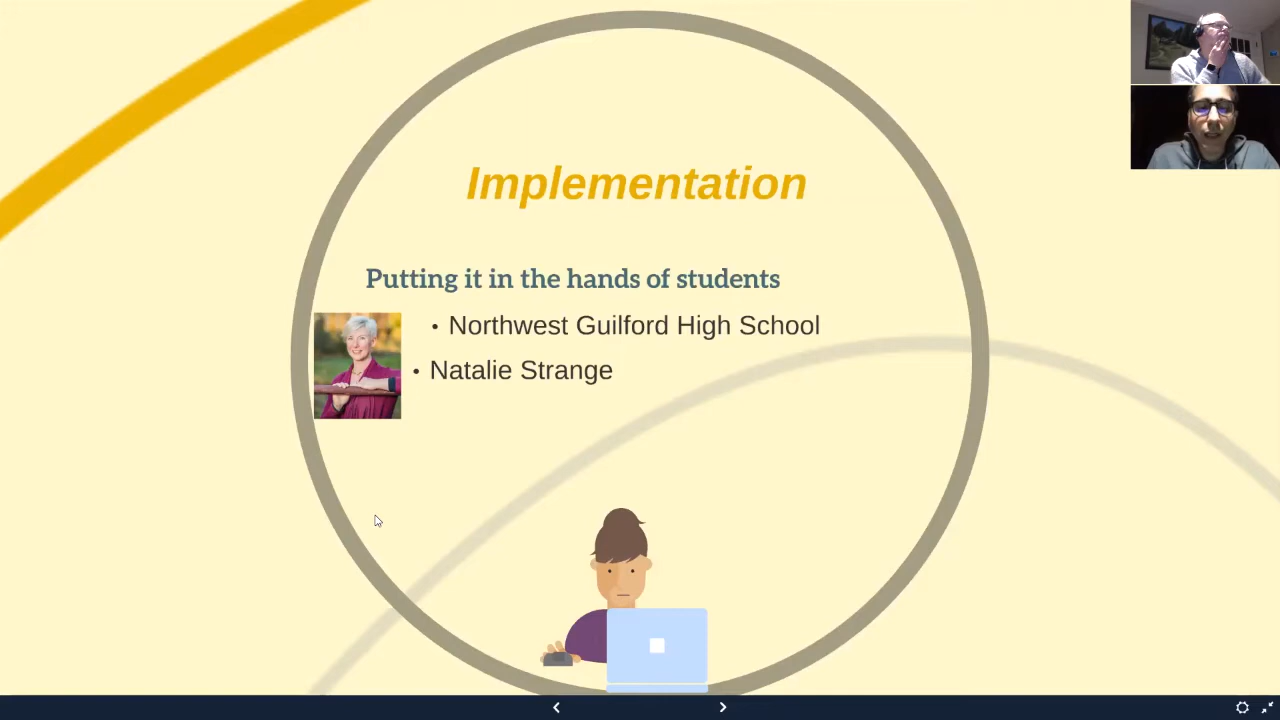 Implementation
Putting it in the hands of students
• Northwest Guilford High School
• Natalie Strange